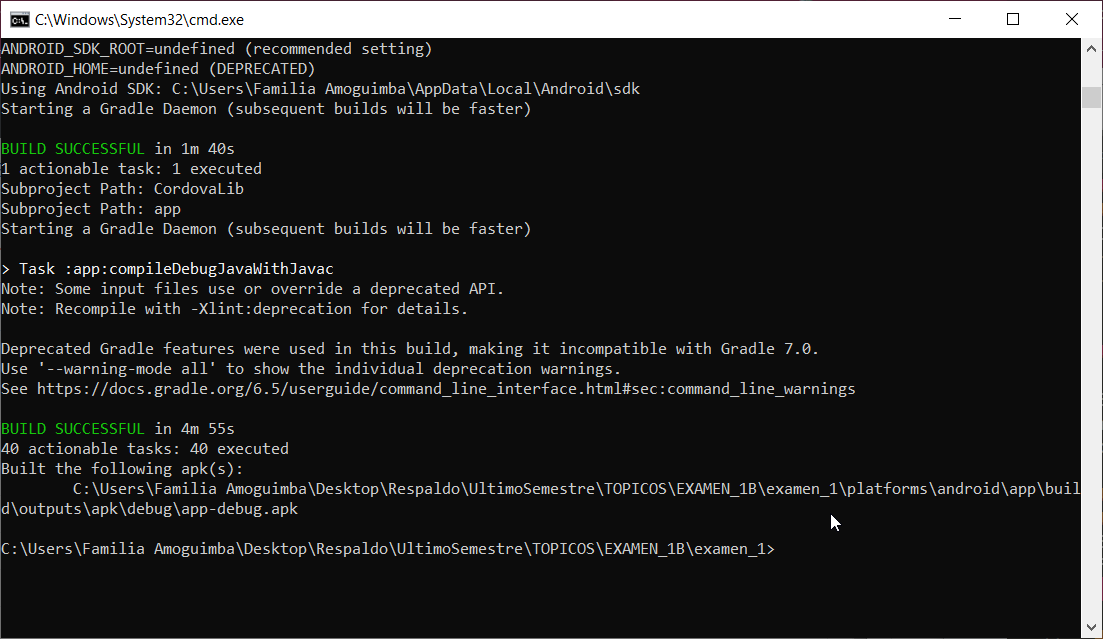 C:\Windows\System32\cmd.exe
ANDROID_SDK_ROOT=undefined (recommended setting)
ANDROID_HOME=undefined (DEPRECATED)
Using Android SDK: C:\Users\Familia Amoguimba\AppData\Local\Android\sdk
Starting a Gradle Daemon (subsequent builds will be faster)
BUILD SUCCESSFUL in 1m 40s
1 actionable task: 1 executed
Subproject Path: CordovaLib
Subproject Path: app
Starting a Gradle Daemon (subsequent builds will be faster)
> Task :app:compileDebugJavaWithJavac
Note: Some input files use or override a deprecated API.
Note: Recompile with -Xlint:deprecation for details.
Deprecated Gradle features were used in this build, making it incompatible with Gradle 7.0.
Use '--warning-mode all' to show the individual deprecation warnings.
See https://docs.gradle.org/6.5/userguide/command_line_interface.html#sec:command_line_warnings
BUILD SUCCESSFUL in 4m 55s
40 actionable tasks: 40 executed
Built the following apk(s):
C:\Users\Familia Amoguimba\Desktop\Respaldo\UltimoSemestre\TOPICOS\EXAMEN_1B\examen_1\platforms\android\app\buil
d\outputs\apk\debug\app-debug.apk
C:\Users\Familia Amoguimba\Desktop\Respaldo\UltimoSemestre\TOPICOS\EXAMEN_1B\examen_1>